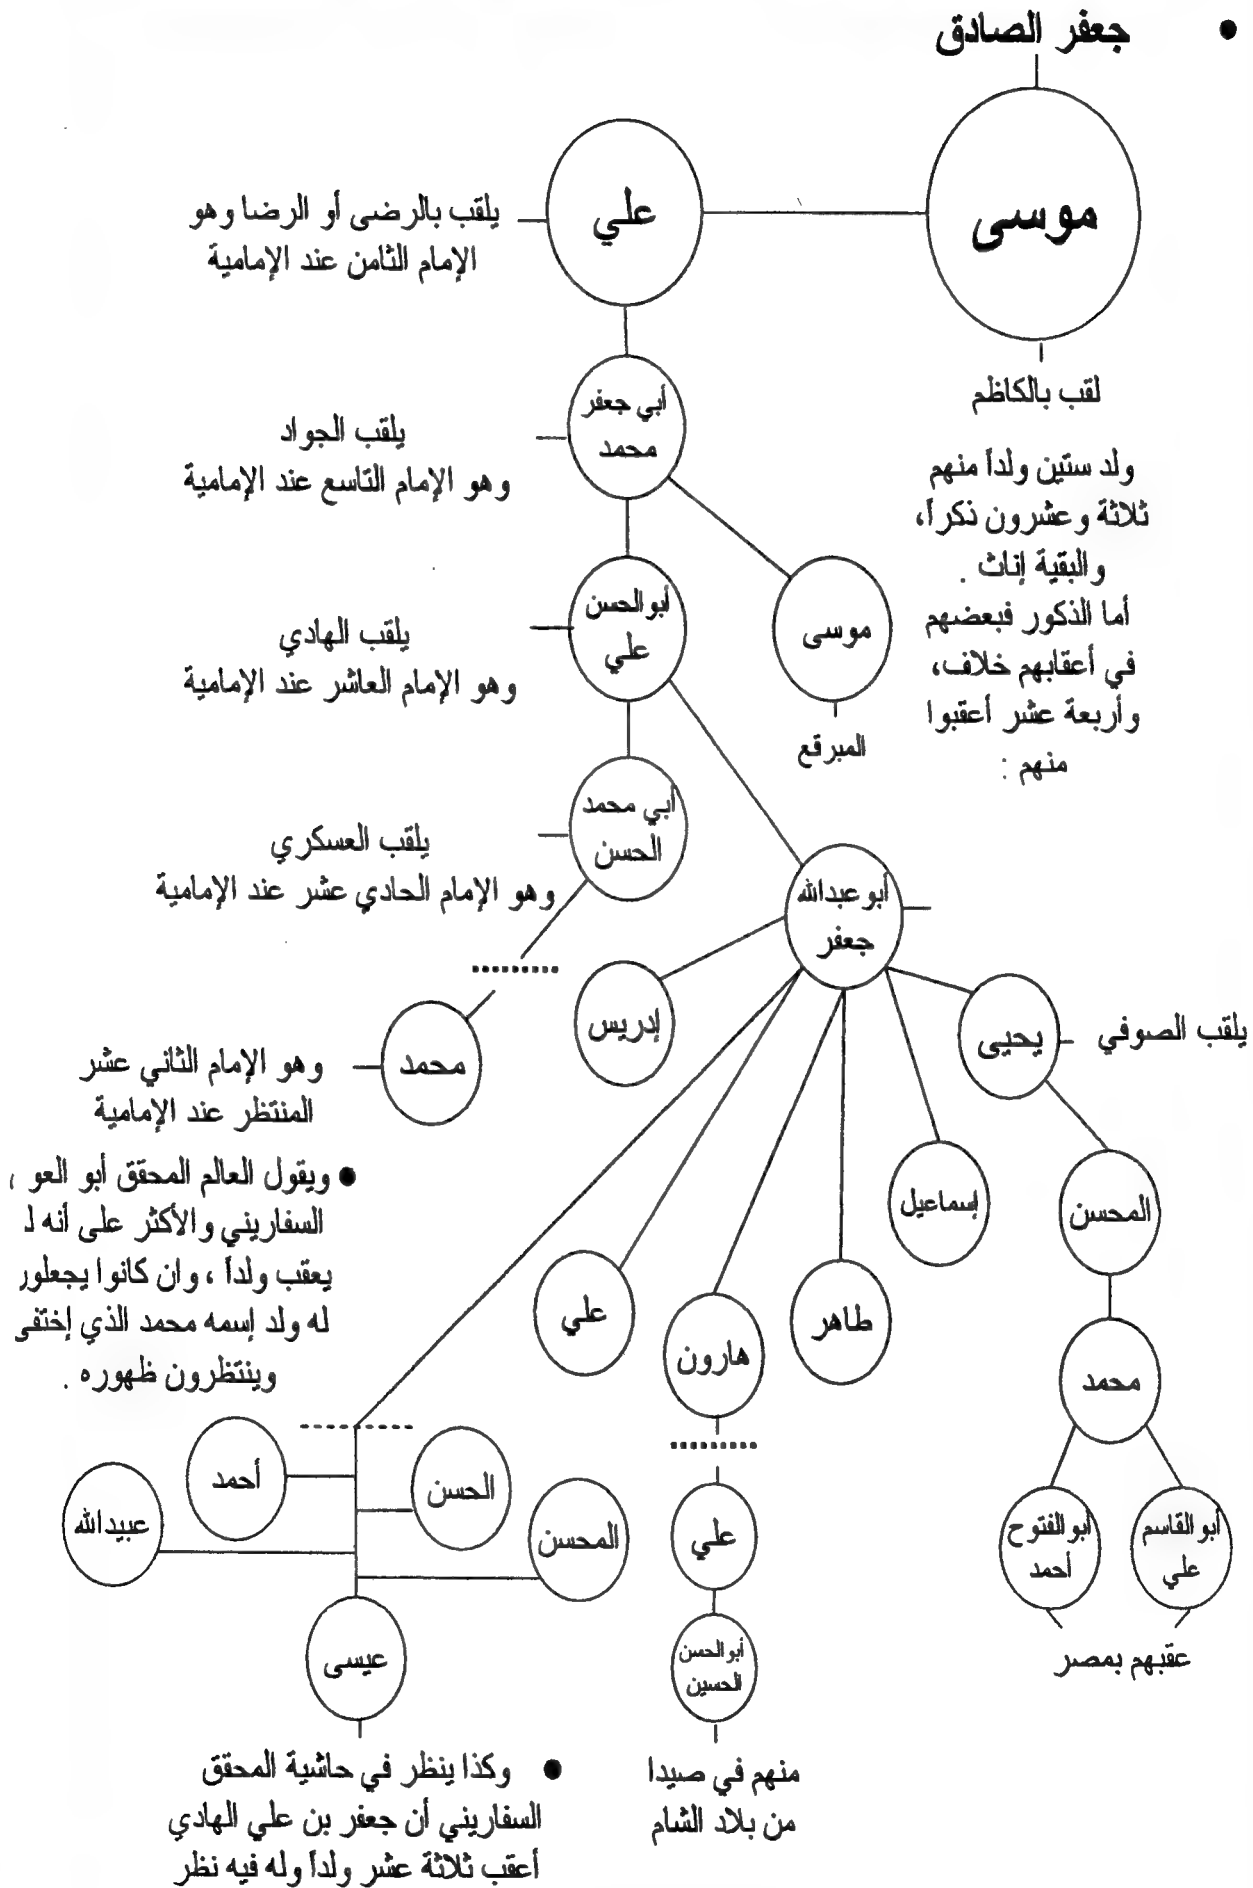 • جعفر الصادق
موسى
لقب بالكاظم
ولد ستين ولداً منهم
ثلاثة وعشرون ذكراً،
والبقية إناث .
أما الذكور فبعضهم
في أعقابهم خلاف،
وأربعة عشر أعقبوا
منهم :
علي
يلقب بالرضى أو الرضا وهو
الإمام الثامن عند الإمامية
أبي جعفر
محمد
يلقب الجواد
وهو الإمام التاسع عند الإمامية
موسى
المبرقع
أبو الحسن
علي
يلقب الهادي
وهو الإمام العاشر عند الإمامية
أبي محمد
الحسن
يلقب العسكري
وهو الإمام الحادي عشر عند الإمامية
أبو عبدالله
جعفر
محمد
وهو الإمام الثاني عشر
المنتظر عند الإمامية
• ويقول العالم المحقق أبو العو
السفاريني والأكثر على أنه
يعقب ولداً ، وان كانوا
له ولد إسمه محمد الذي إختفى
وينتظرون ظهوره .
إدريس
يحيى
يلقب الصوفي
إسماعيل
المحسن
علي
هارون
طاهر
محمد
أبو القاسم
علي
أبو الفتوح
أحمد
عقبهم بمصر
علي
أبو الحسن
الحسين
منهم في صيدا
من بلاد الشام
أحمد
الحسن
عبيدالله
المحسن
عيسى
• وكذا ينظر في حاشية المحقق
السفاريني أن جعفر بن علي الهادي
أعقب ثلاثة عشر ولداً وله فيه نظر